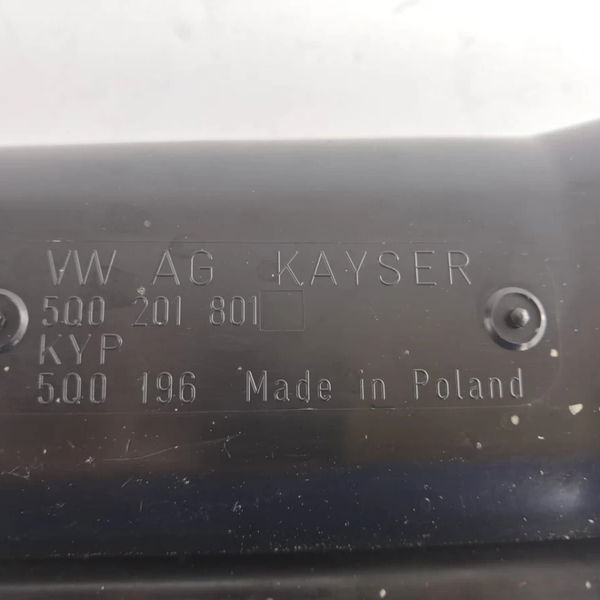 VW AG KAYSER
5Q0 201 801
KYP
5Q0 196 Made in Poland